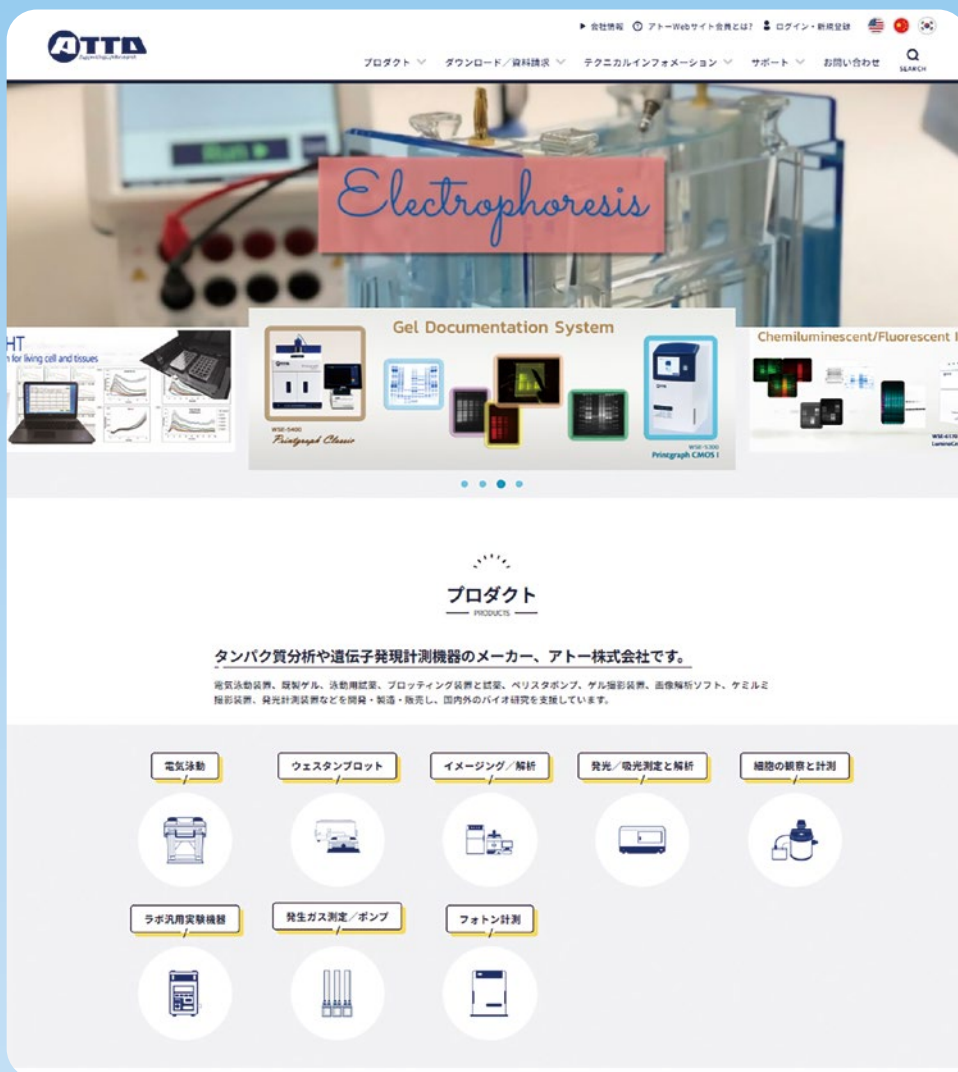 ATTO
会社情報 アトーWebサイト会員とは? ログイン・新規登録
プロダクト ダウンロード／資料請求 テクニカルインフォメーション サポート お問い合わせ SEARCH
Run
Electrophoresis
HT
n for living cell and tissues
Gel Documentation System
WSE-5400
Printgraph Classic
WSE-5300
Printgraph CMOS I
Chemiluminescent/Fluorescent I
プロダクト
PRODUCTS
タンパク質分析や遺伝子発現計測機器のメーカー、アトー株式会社です。
電気泳動装置、既製ゲル、泳動用試薬、ブロッティング装置と試薬、ペリスタポンプ、ゲル撮影装置、画像解析ソフト、ケミルミ
撮影装置、発光計測装置などを開発・製造・販売し、国内外のバイオ研究を支援しています。
電気泳動 ウェスタンブロット イメージング／解析 発光／吸光測定と解析 細胞の観察と計測
ラボ汎用実験機器 発生ガス測定／ポンプ フォトン計測